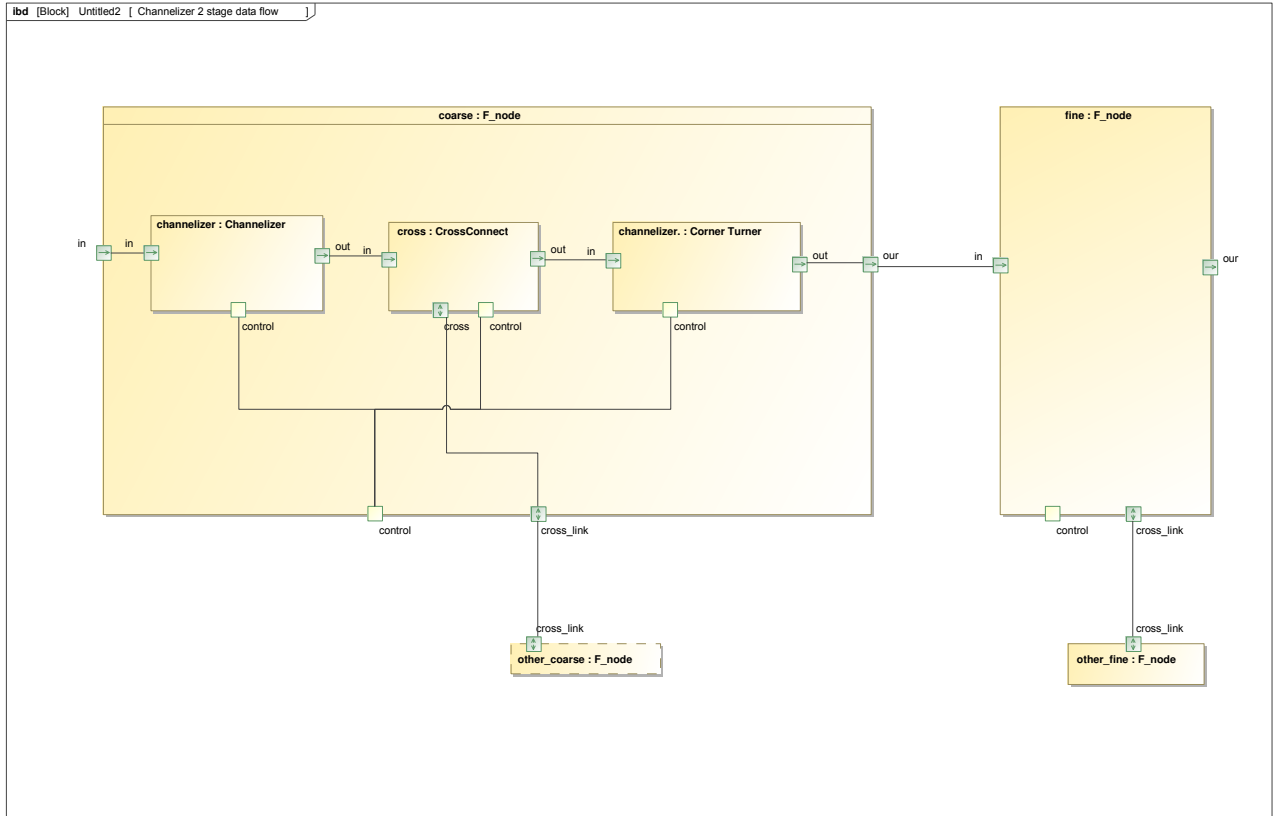 ibd [Block] Untitled2 [ Channelizer 2 stage data flow ]
coarse : F_node
fine : F_node
channelizer : Channelizer
cross : CrossConnect
channelizer. : Corner Turner
in
in
out
in
out
in
out
our
in
our
control
cross
control
control
control
cross_link
control
cross_link
cross_link
cross_link
other_coarse : F_node
other_fine : F_node